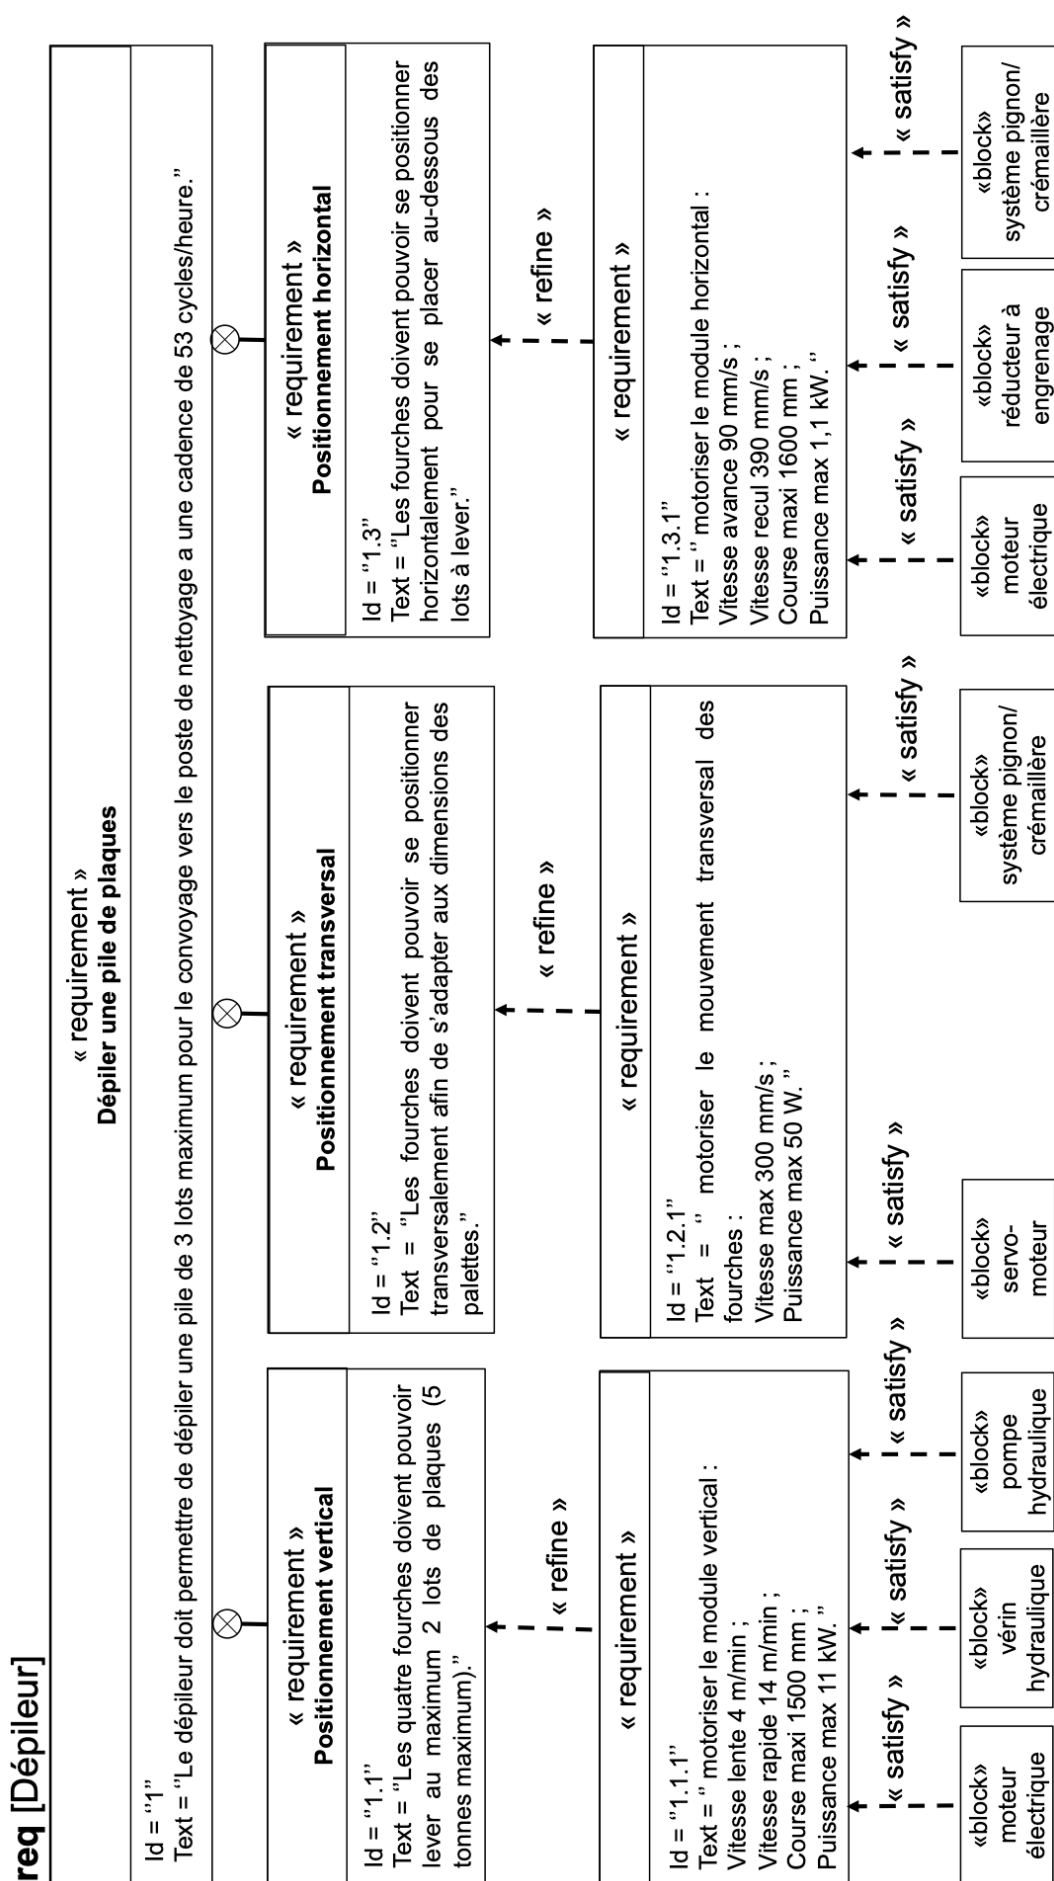 req [Dépileur]
« requirement »
Dépiler une pile de plaques
Id = ‘’1’’
Text = ‘’Le dépileur doit permettre de dépiler une pile de 3 lots maximum pour le convoyage vers le poste de nettoyage a une cadence de 53 cycles/heure.’’
« requirement »
Positionnement vertical
Id = ‘’1.1’’
Text = ‘’Les quatre fourches doivent pouvoir
lever au maximum 2 lots de plaques (5
tonnes maximum).’’
« requirement »
Positionnement transversal
Id = ‘’1.2’’
Text = ‘’Les fourches doivent pouvoir se positionner
transversalement afin de s’adapter aux dimensions des
palettes.’’
« requirement »
Positionnement horizontal
Id = ‘’1.3’’
Text = ‘’Les fourches doivent pouvoir se positionner
horizontalement pour se placer au-dessous des
lots à lever.’’
« refine »
« refine »
« refine »
« requirement »
Id = ‘’1.1.1’’
Text = ‘’ motoriser le module vertical :
Vitesse lente 4 m/min ;
Vitesse rapide 14 m/min ;
Course maxi 1500 mm ;
Puissance max 11 kW. ’’
« requirement »
Id = ‘’1.2.1’’
Text = ‘’ motoriser le mouvement transversal des
fourches :
Vitesse max 300 mm/s ;
Puissance max 50 W. ’’
« requirement »
Id = ‘’1.3.1’’
Text = ‘’ motoriser le module horizontal :
Vitesse avance 90 mm/s ;
Vitesse recul 390 mm/s ;
Course maxi 1600 mm ;
Puissance max 1,1 kW. ‘’
« satisfy »
« satisfy »
« satisfy »
« satisfy »
« satisfy »
« satisfy »
« satisfy »
« satisfy »
«block»
moteur
électrique
«block»
vérin
hydraulique
«block»
pompe
hydraulique
«block»
servo-
moteur
«block»
système pignon/
crémaillère
«block»
moteur
électrique
«block»
réducteur à
engrenage
«block»
système pignon/
crémaillère